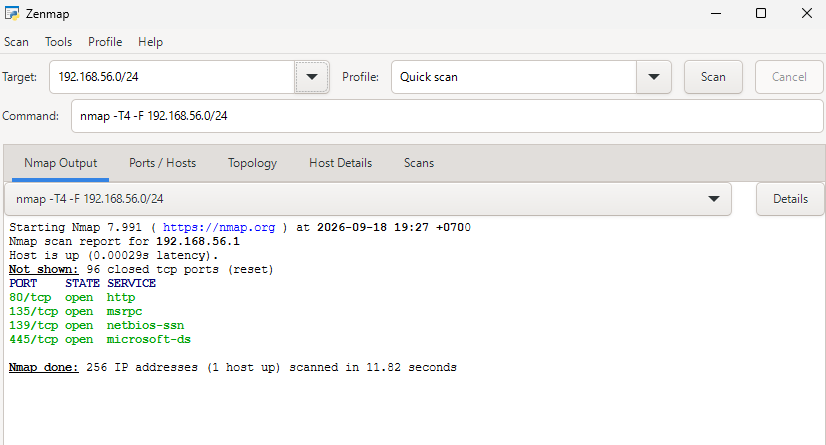 Zenmap
Scan Tools Profile Help
Target: 192.168.56.0/24 Profile: Quick scan Scan Cancel
Command: nmap -T4 -F 192.168.56.0/24
Nmap Output Ports / Hosts Topology Host Details Scans
nmap -T4 -F 192.168.56.0/24 Details
Starting Nmap 7.991 ( https://nmap.org ) at 2026-09-18 19:27 +0700
Nmap scan report for 192.168.56.1
Host is up (0.00029s latency).
Not shown: 96 closed tcp ports (reset)
PORT STATE SERVICE
80/tcp open http
135/tcp open msrpc
139/tcp open netbios-ssn
445/tcp open microsoft-ds
Nmap done: 256 IP addresses (1 host up) scanned in 11.82 seconds